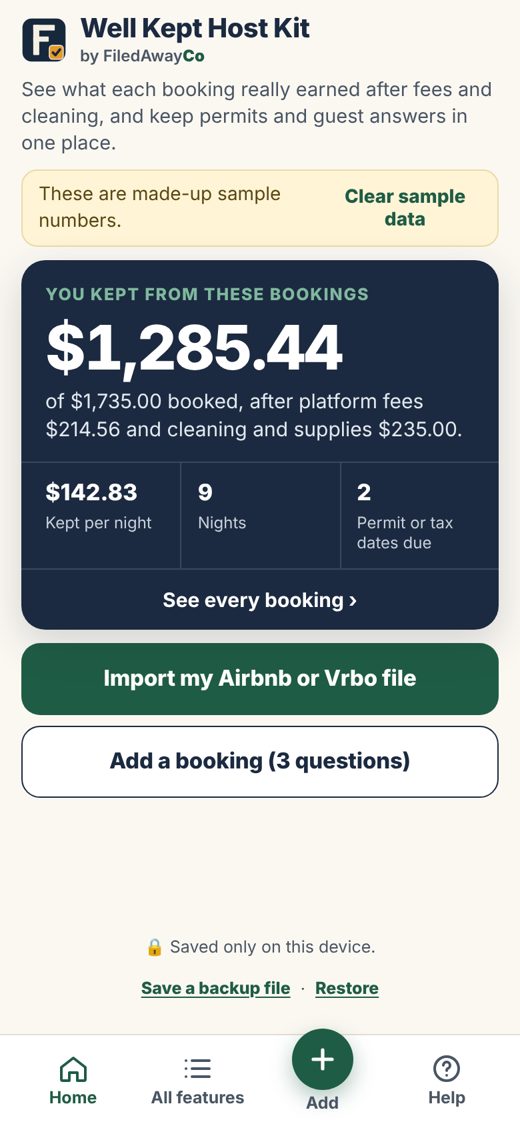 Well Kept Host Kit
by FiledAwayCo
See what each booking really earned after fees and
cleaning, and keep permits and guest answers in
one place.
These are made-up sample
numbers.
Clear sample
data
YOU KEPT FROM THESE BOOKINGS
$1,285.44
of $1,735.00 booked, after platform fees
$214.56 and cleaning and supplies $235.00.
$142.83
Kept per night
9
Nights
2
Permit or tax
dates due
See every booking ›
Import my Airbnb or Vrbo file
Add a booking (3 questions)
🔒 Saved only on this device.
Save a backup file · Restore
Home
All features
Add
Help